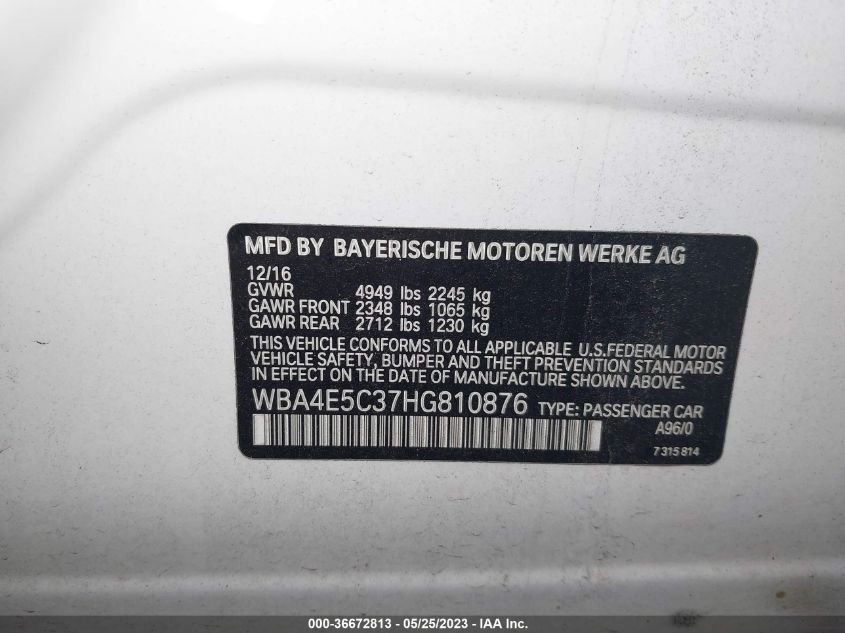 MFD BY BAYERISCHE MOTOREN WERKE AG
12/16
GVWR 4949 lbs 2245 kg
GAWR FRONT 2348 lbs 1065 kg
GAWR REAR 2712 lbs 1230 kg
THIS VEHICLE CONFORMS TO ALL APPLICABLE U.S.FEDERAL MOTOR
VEHICLE SAFETY, BUMPER AND THEFT PREVENTION STANDARDS
IN EFFECT ON THE DATE OF MANUFACTURE SHOWN ABOVE.
WBA4E5C37HG810876 TYPE: PASSENGER CAR
A96/0
7 315 814
000-36672813 - 05/25/2023 - IAA Inc.